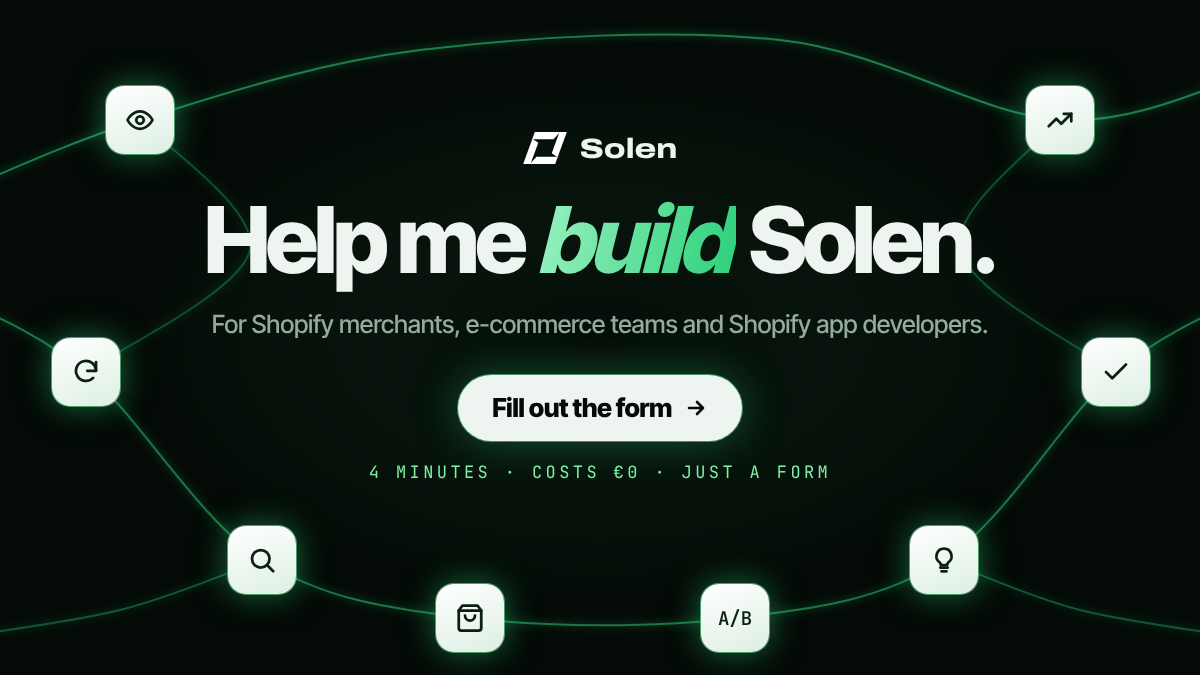 Solen
Help me build Solen.
For Shopify merchants, e-commerce teams and Shopify app developers.
Fill out the form →
4 MINUTES · COSTS €0 · JUST A FORM
A/B